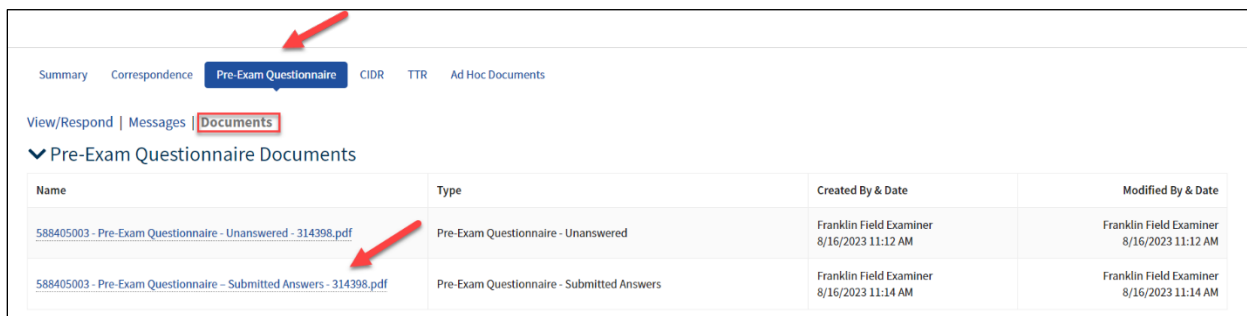 Summary Correspondence Pre-Exam Questionnaire CIDR TTR Ad Hoc Documents
View/Respond | Messages | Documents
Pre-Exam Questionnaire Documents
Name Type Created By & Date Modified By & Date
588405003 - Pre-Exam Questionnaire - Unanswered - 314398.pdf Pre-Exam Questionnaire - Unanswered Franklin Field Examiner Franklin Field Examiner
8/16/2023 11:12 AM 8/16/2023 11:12 AM
588405003 - Pre-Exam Questionnaire – Submitted Answers - 314398.pdf Pre-Exam Questionnaire - Submitted Answers Franklin Field Examiner Franklin Field Examiner
8/16/2023 11:14 AM 8/16/2023 11:14 AM